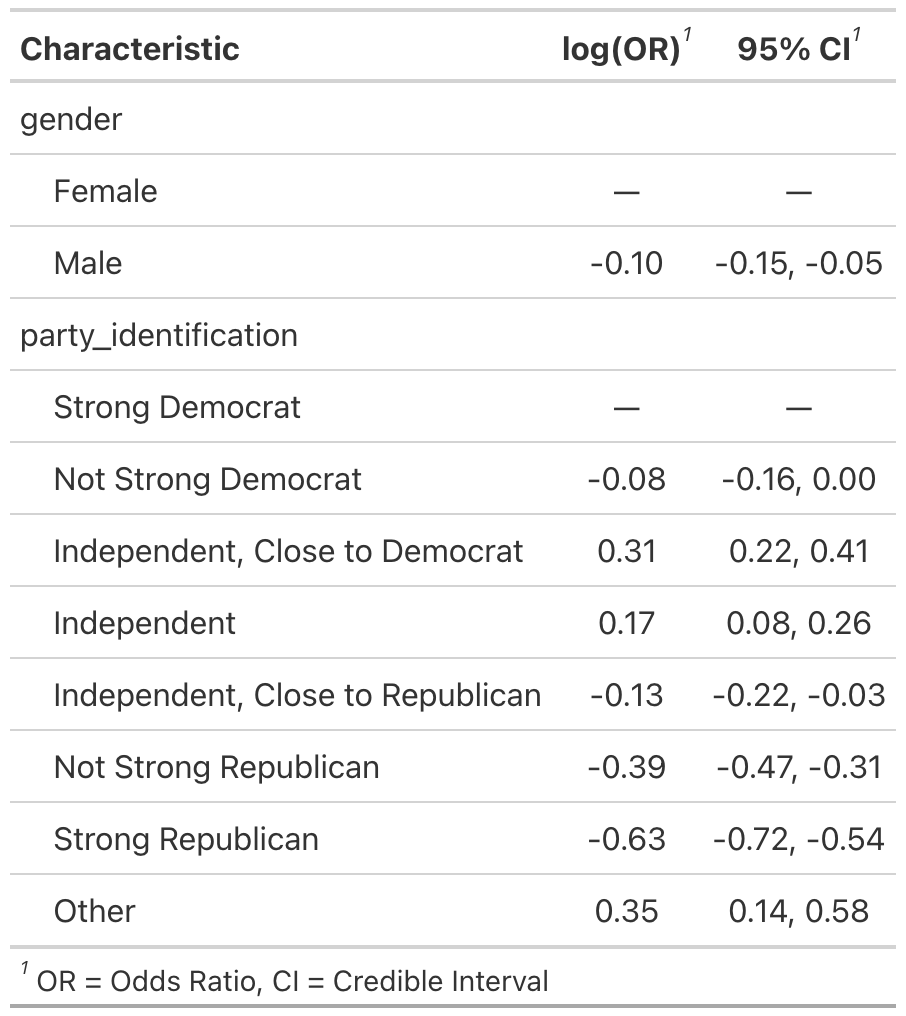 Characteristic log(OR)¹ 95% CI¹
gender
Female — —
Male -0.10 -0.15, -0.05
party_identification
Strong Democrat — —
Not Strong Democrat -0.08 -0.16, 0.00
Independent, Close to Democrat 0.31 0.22, 0.41
Independent 0.17 0.08, 0.26
Independent, Close to Republican -0.13 -0.22, -0.03
Not Strong Republican -0.39 -0.47, -0.31
Strong Republican -0.63 -0.72, -0.54
Other 0.35 0.14, 0.58
¹ OR = Odds Ratio, CI = Credible Interval